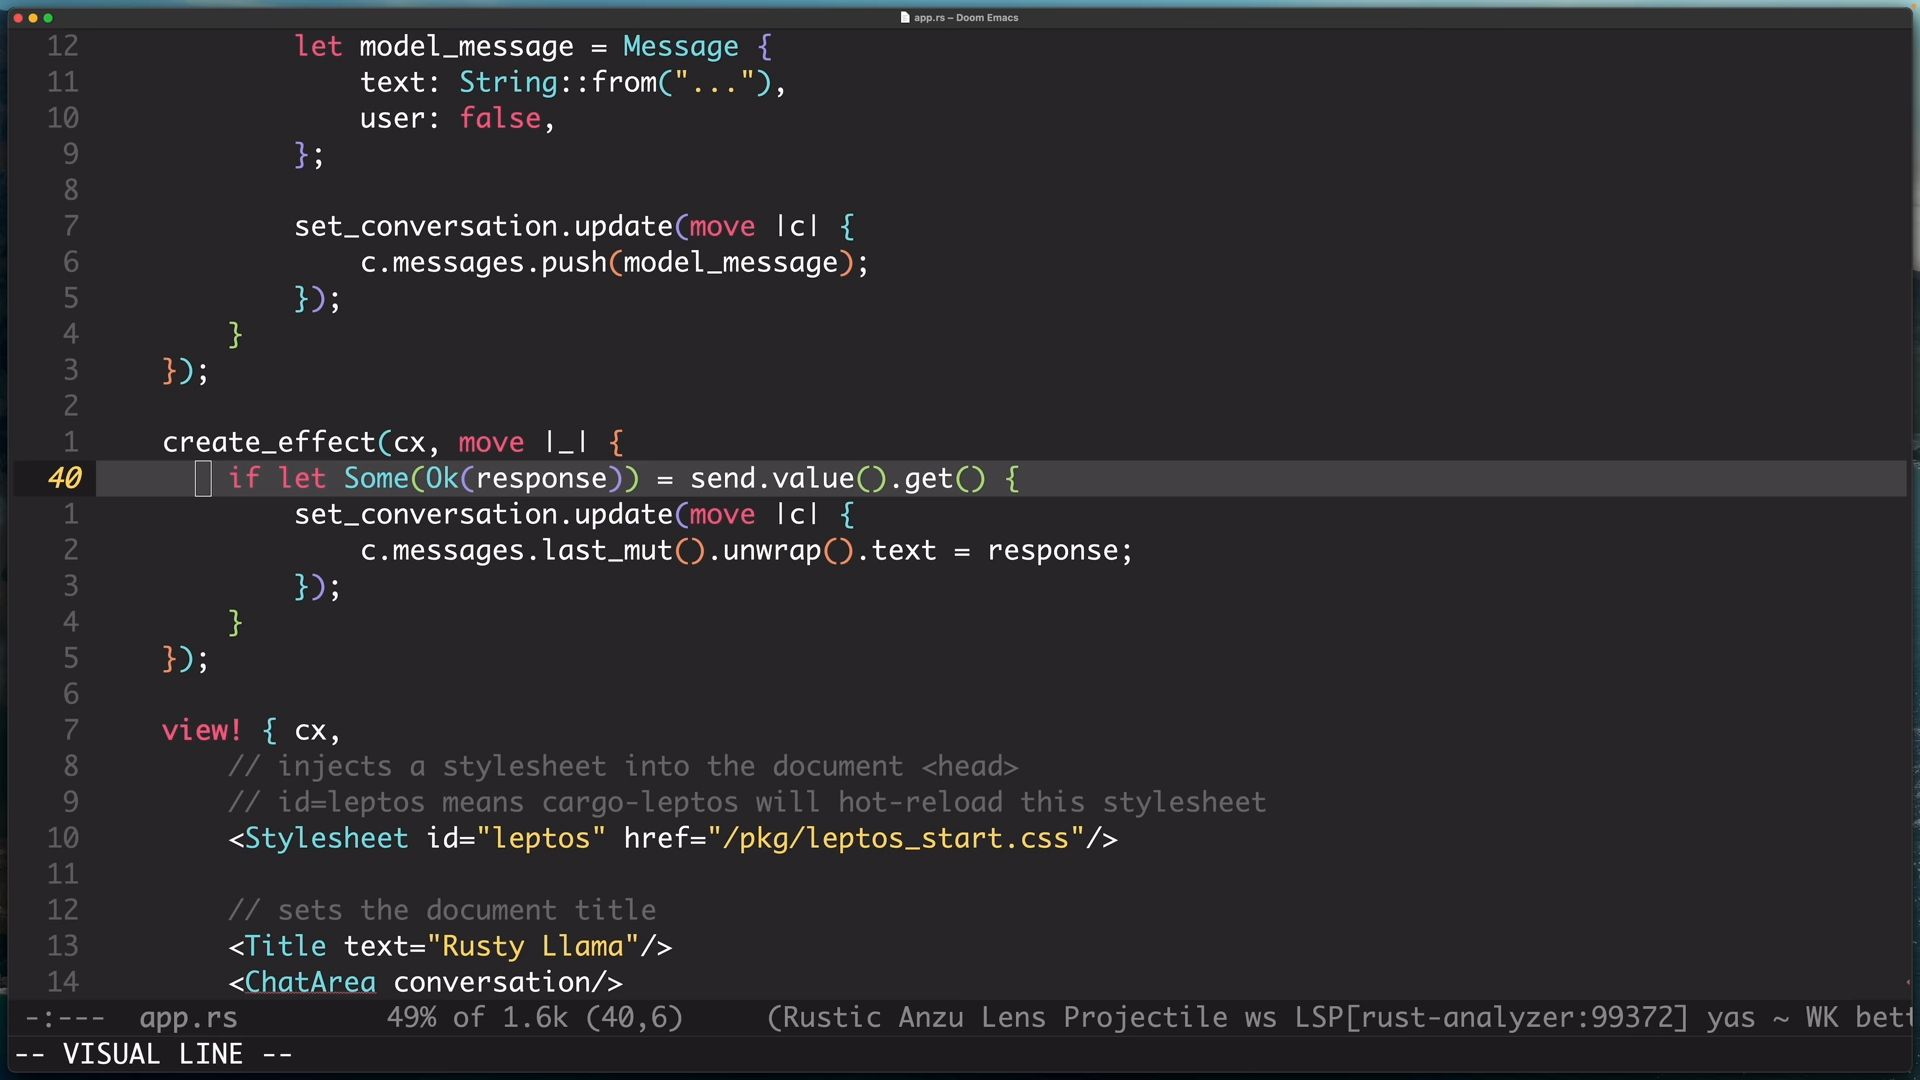 app.rs – Doom Emacs
12 let model_message = Message {
11 text: String::from("..."),
10 user: false,
9 };
8
7 set_conversation.update(move |c| {
6 c.messages.push(model_message);
5 });
4 }
3 });
2
1 create_effect(cx, move |_| {
40 if let Some(Ok(response)) = send.value().get() {
1 set_conversation.update(move |c| {
2 c.messages.last_mut().unwrap().text = response;
3 });
4 }
5 });
6
7 view! { cx,
8 // injects a stylesheet into the document <head>
9 // id=leptos means cargo-leptos will hot-reload this stylesheet
10 <Stylesheet id="leptos" href="/pkg/leptos_start.css"/>
11
12 // sets the document title
13 <Title text="Rusty Llama"/>
14 <ChatArea conversation/>
-:--- app.rs 49% of 1.6k (40,6) (Rustic Anzu Lens Projectile ws LSP[rust-analyzer:99372] yas ~ WK bett
-- VISUAL LINE --